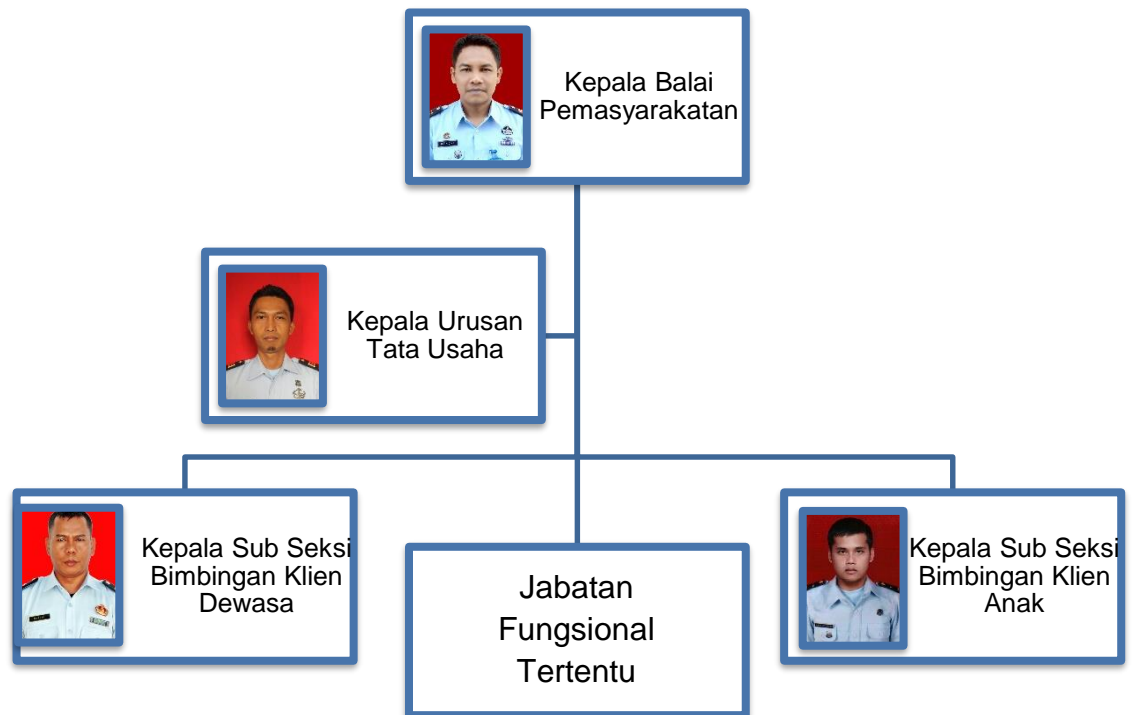 Kepala Balai
Pemasyarakatan
Kepala Urusan
Tata Usaha
Kepala Sub Seksi
Bimbingan Klien
Dewasa
Jabatan
Fungsional
Tertentu
Kepala Sub Seksi
Bimbingan Klien
Anak